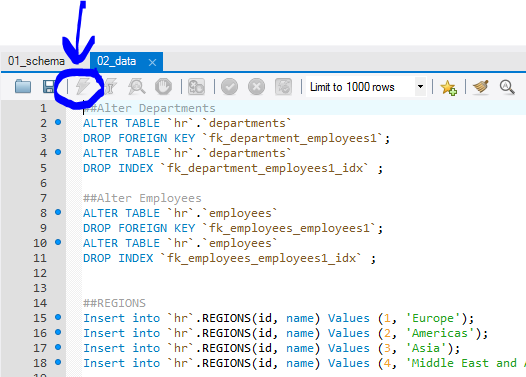 01_schema
02_data
Limit to 1000 rows
1 ##Alter Departments
2 ALTER TABLE `hr`.`departments`
3 DROP FOREIGN KEY `fk_department_employees1`;
4 ALTER TABLE `hr`.`departments`
5 DROP INDEX `fk_department_employees1_idx` ;
6
7 ##Alter Employees
8 ALTER TABLE `hr`.`employees`
9 DROP FOREIGN KEY `fk_employees_employees1`;
10 ALTER TABLE `hr`.`employees`
11 DROP INDEX `fk_employees_employees1_idx` ;
12
13
14 ##REGIONS
15 Insert into `hr`.REGIONS(id, name) Values (1, 'Europe');
16 Insert into `hr`.REGIONS(id, name) Values (2, 'Americas');
17 Insert into `hr`.REGIONS(id, name) Values (3, 'Asia');
18 Insert into `hr`.REGIONS(id, name) Values (4, 'Middle East and